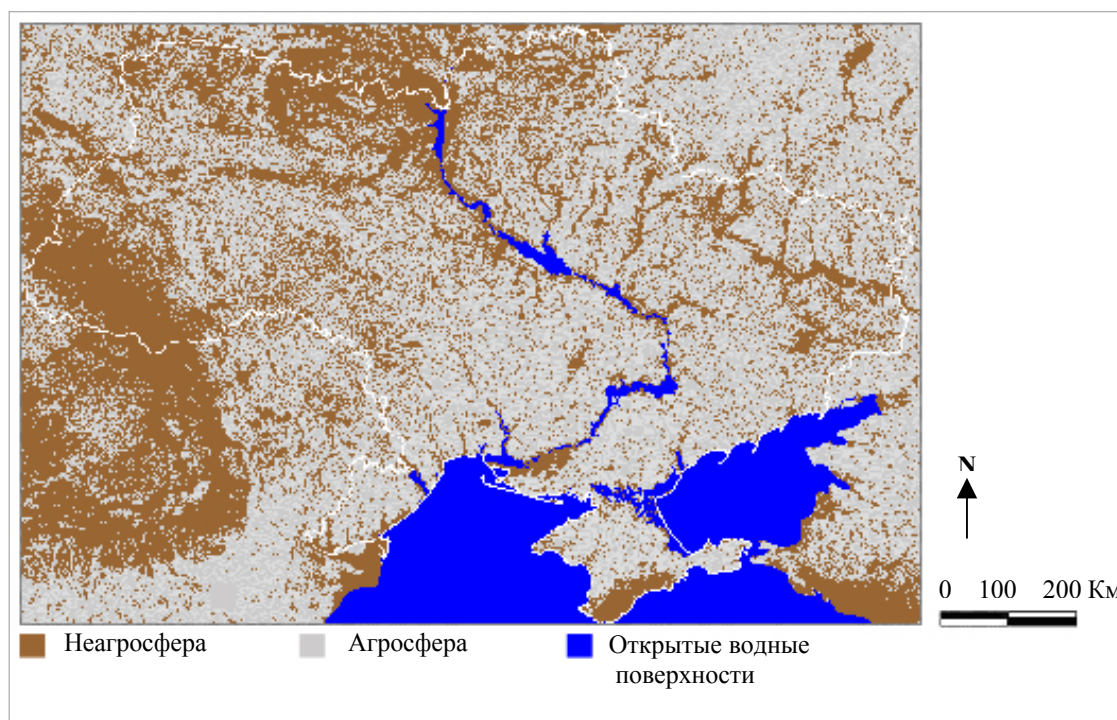 N
0 100 200 Км
Неагросфера
Агросфера
Открытые водные
поверхности